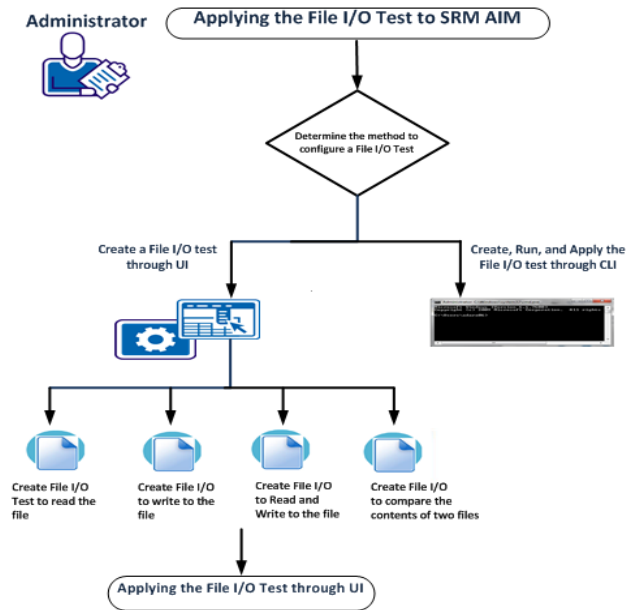 Administrator
Applying the File I/O Test to SRM AIM
Determine the method to
configure a File I/O Test
Create a File I/O test
through UI
Create, Run, and Apply the
File I/O test through CLI
Create File I/O
Test to read the
file
Create File I/O
to write to the
file
Create File I/O
to Read and
Write to the file
Create File I/O
to compare the
contents of two files
Applying the File I/O Test through UI